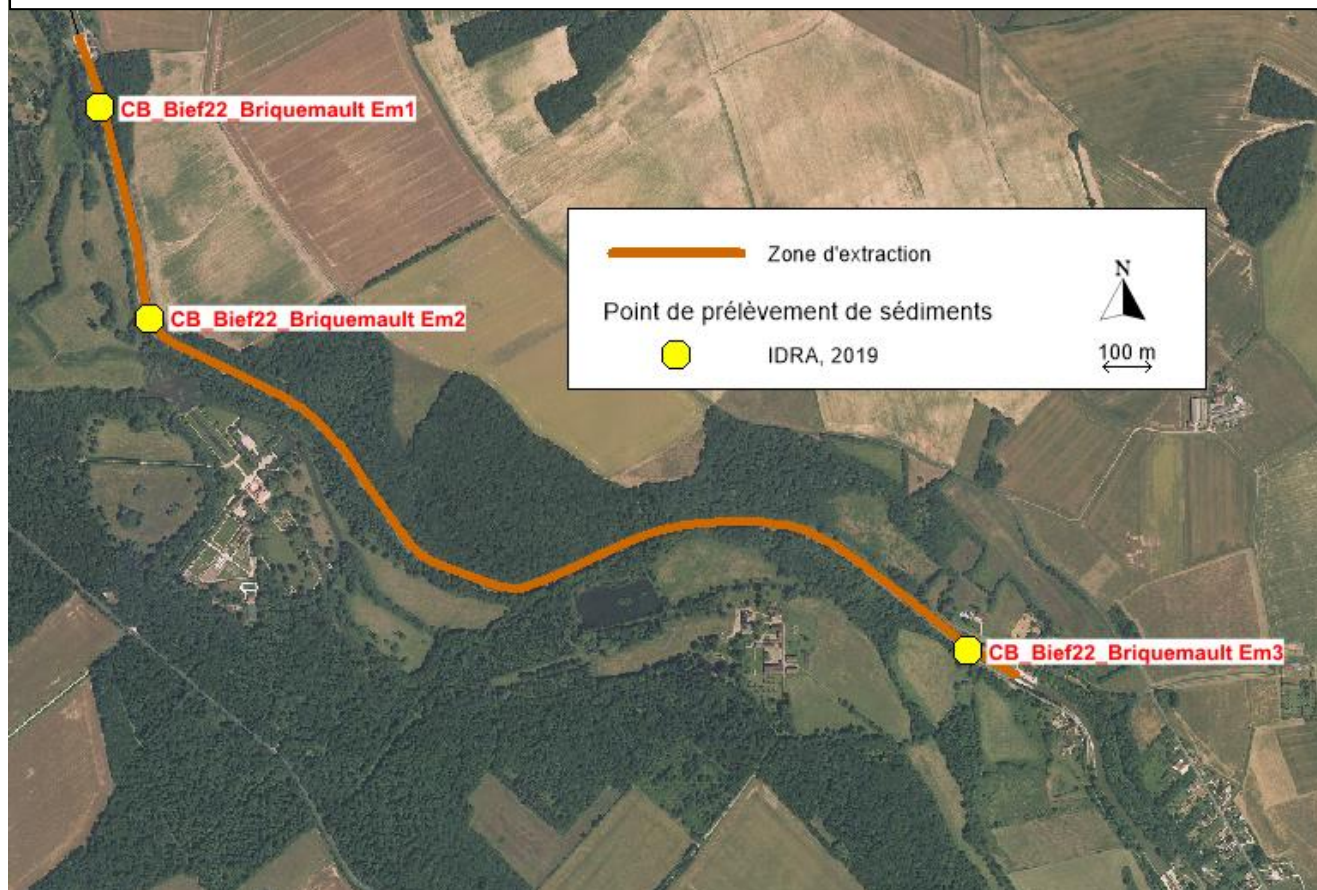 CB_Bief22_Briquemault Em1
Zone d'extraction
N
Point de prélèvement de sédiments
CB_Bief22_Briquemault Em2
IDRA, 2019
100 m
CB_Bief22_Briquemault Em3